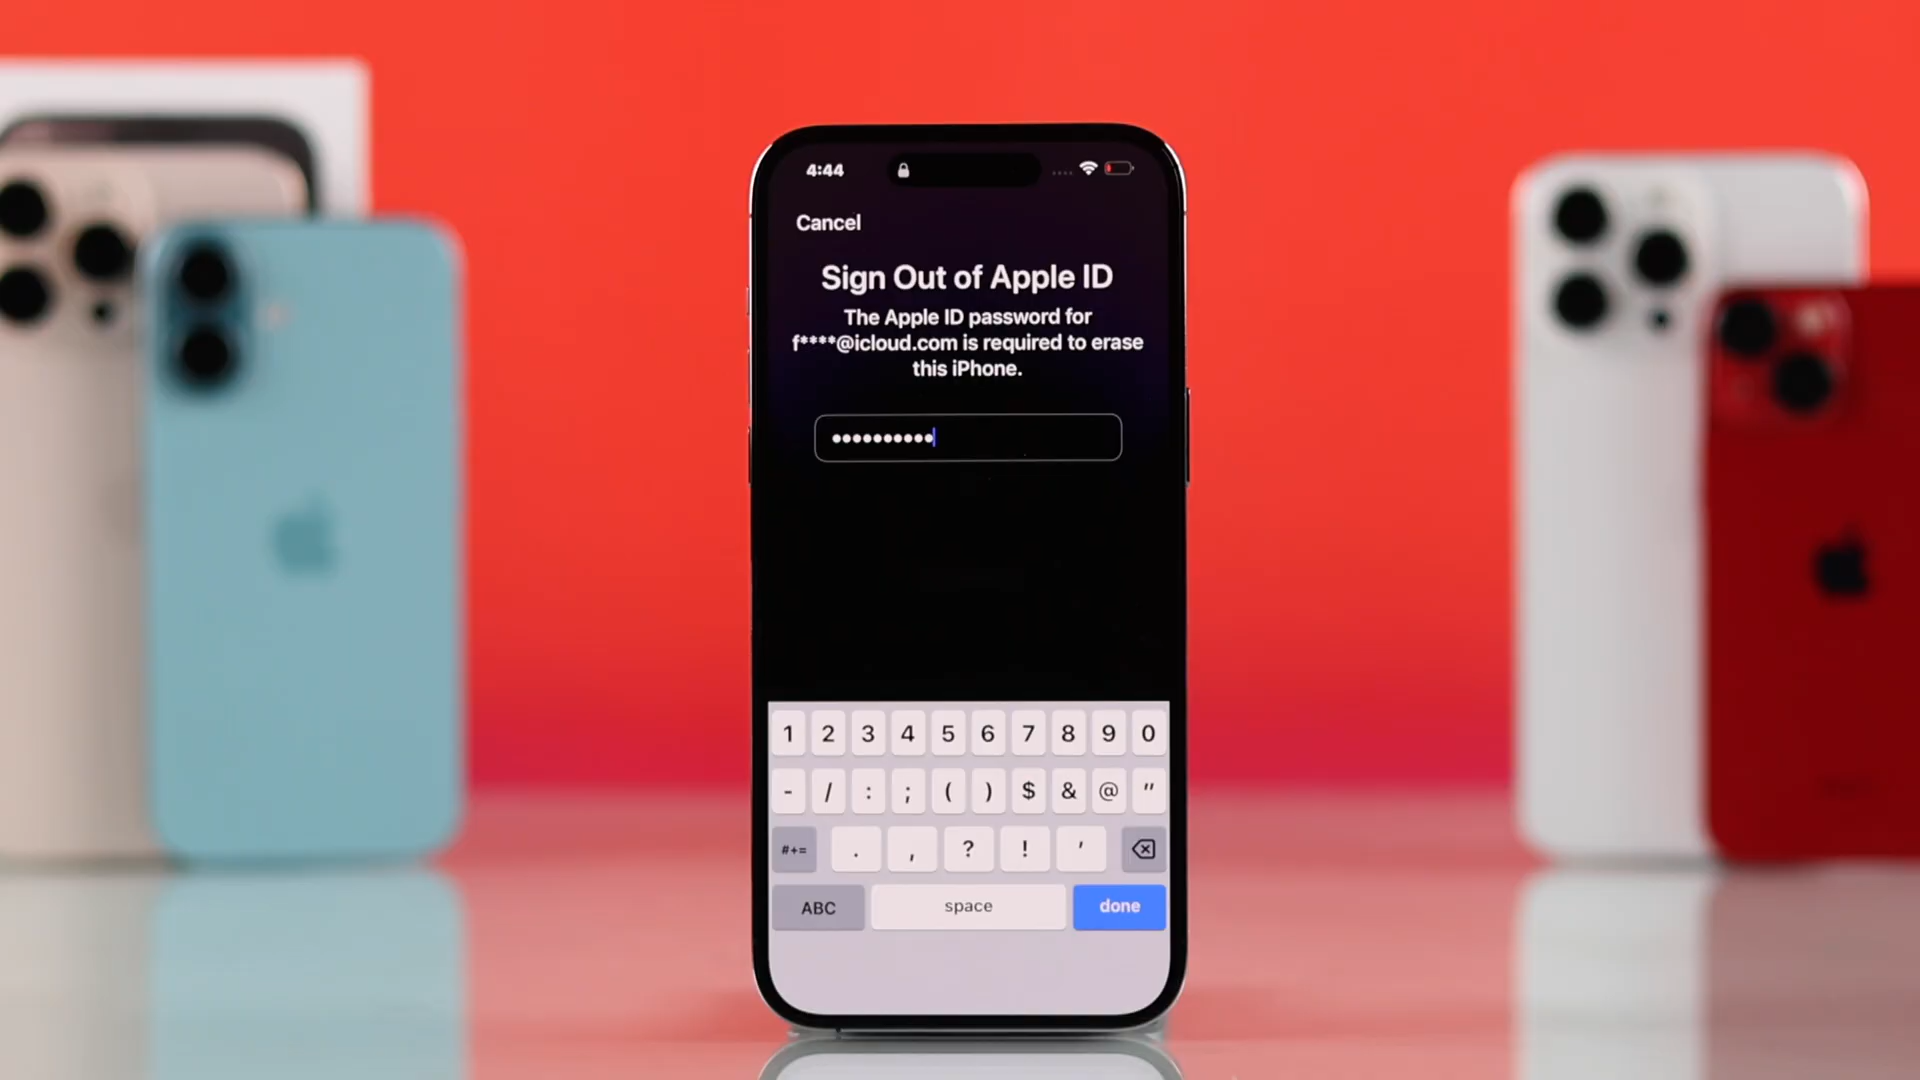 4:44
Cancel
Sign Out of Apple ID
The Apple ID password for
f****@icloud.com is required to erase
this iPhone.
••••••••••
1 2 3 4 5 6 7 8 9 0
- / : ; ( ) $ & @ "
#+= . , ? ! '
ABC space done